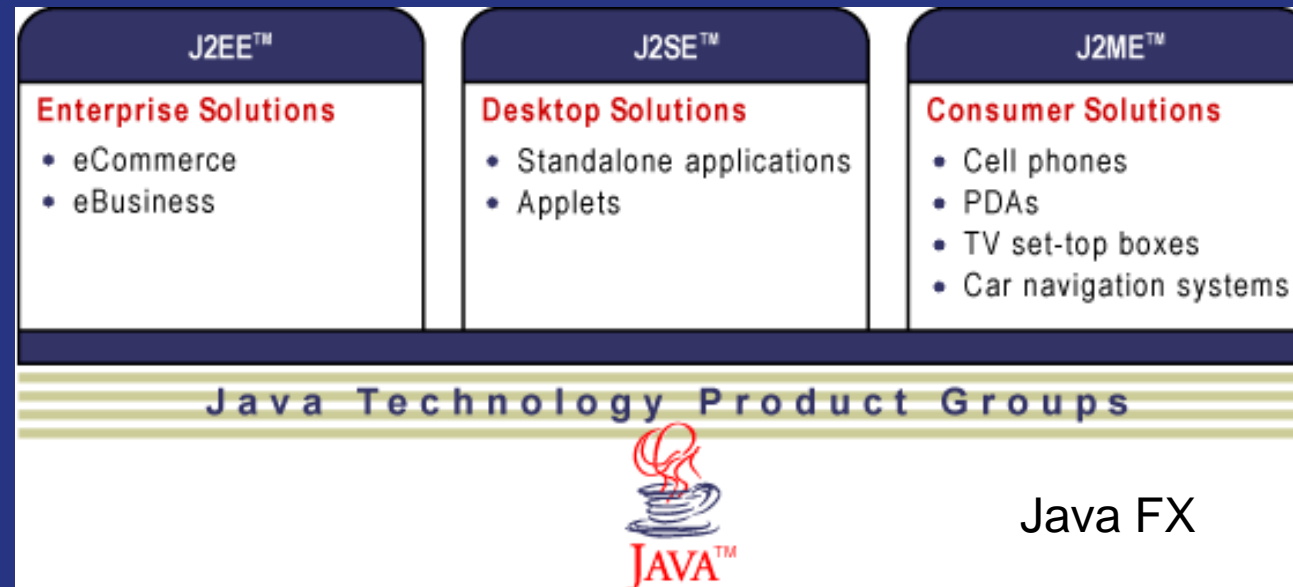 J2EE™
Enterprise Solutions
• eCommerce
• eBusiness
J2SE™
Desktop Solutions
• Standalone applications
• Applets
J2ME™
Consumer Solutions
• Cell phones
• PDAs
• TV set-top boxes
• Car navigation systems
Java Technology Product Groups
JAVA™
Java FX